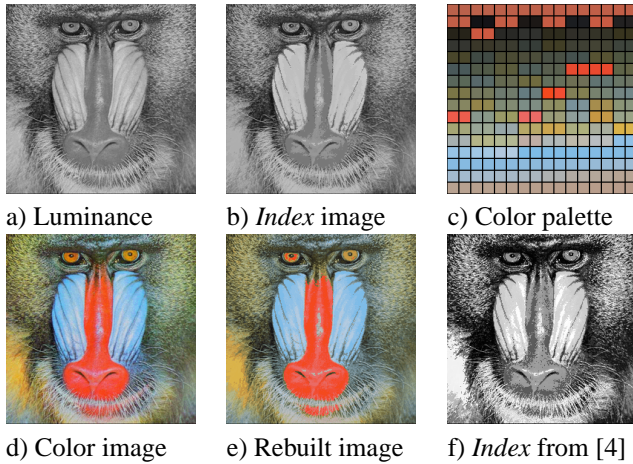 a) Luminance
b) Index image
c) Color palette
d) Color image
e) Rebuilt image
f) Index from [4]